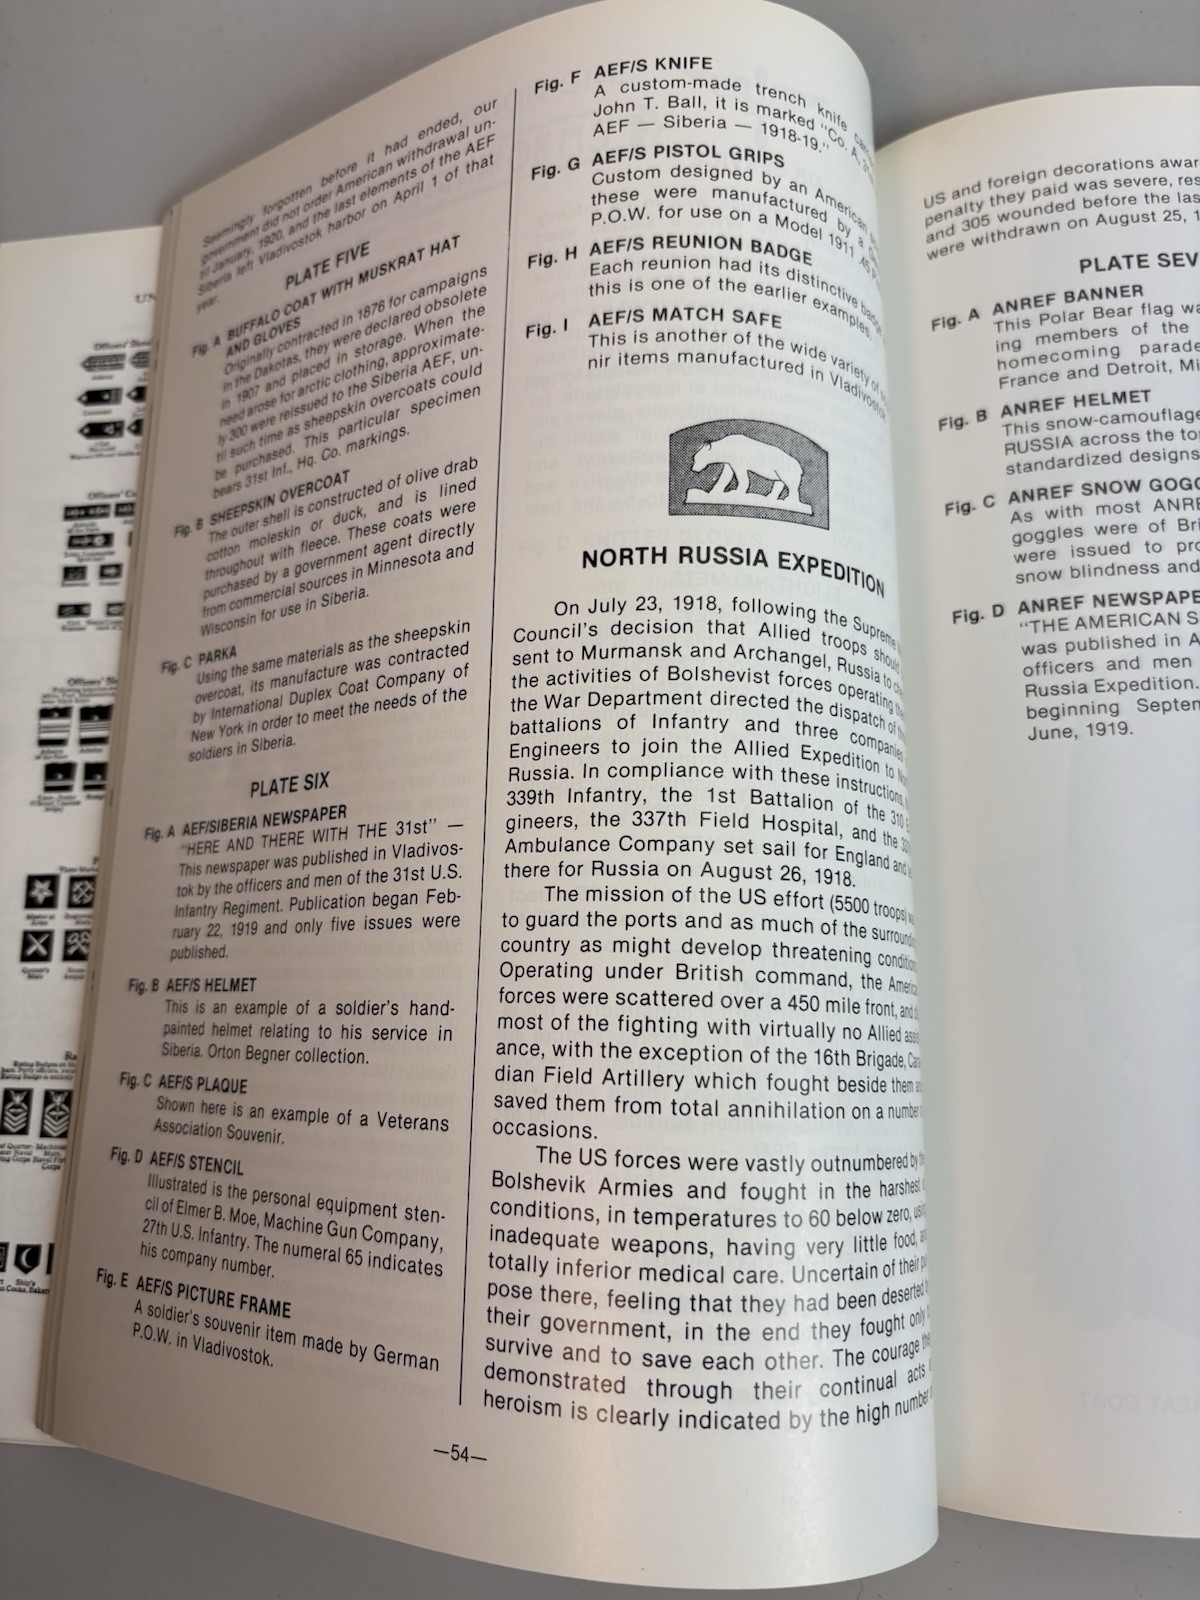 Seemingly forgotten before it had ended, our
government did not order American withdrawal un-
til January, 1920, and the last elements of the AEF
Siberia left Vladivostok harbor on April 1 of that
year.
PLATE FIVE
Fig. A BUFFALO COAT WITH MUSKRAT HAT
AND GLOVES
Originally contracted in 1876 for campaigns
in the Dakotas, they were declared obsolete
in 1907 and placed in storage. When the
need arose for arctic clothing, approximate-
ly 300 were reissued to the Siberia AEF, un-
til such time as sheepskin overcoats could
be purchased. This particular specimen
bears 31st Inf., Hq. Co. markings.
Fig. B SHEEPSKIN OVERCOAT
The outer shell is constructed of olive drab
cotton moleskin or duck, and is lined
throughout with fleece. These coats were
purchased by a government agent directly
from commercial sources in Minnesota and
Wisconsin for use in Siberia.
Fig. C PARKA
Using the same materials as the sheepskin
overcoat, its manufacture was contracted
by International Duplex Coat Company of
New York in order to meet the needs of the
soldiers in Siberia.
PLATE SIX
Fig. A AEF/SIBERIA NEWSPAPER
"HERE AND THERE WITH THE 31st" —
This newspaper was published in Vladivos-
tok by the officers and men of the 31st U.S.
Infantry Regiment. Publication began Feb-
ruary 22, 1919 and only five issues were
published.
Fig. B AEF/S HELMET
This is an example of a soldier's hand-
painted helmet relating to his service in
Siberia. Orton Begner collection.
Fig. C AEF/S PLAQUE
Shown here is an example of a Veterans
Association Souvenir.
Fig. D AEF/S STENCIL
Illustrated is the personal equipment sten-
cil of Elmer B. Moe, Machine Gun Company,
27th U.S. Infantry. The numeral 65 indicates
his company number.
Fig. E AEF/S PICTURE FRAME
A soldier's souvenir item made by German
P.O.W. in Vladivostok.
Fig. F AEF/S KNIFE
A custom-made trench knife
John T. Ball, it is marked "Co. A,
AEF — Siberia — 1918-19."
Fig. G AEF/S PISTOL GRIPS
Custom designed by an American
these were manufactured by a
P.O.W. for use on a Model 1911 .45
Fig. H AEF/S REUNION BADGE
Each reunion had its distinctive
this is one of the earlier examples.
Fig. I AEF/S MATCH SAFE
This is another of the wide variety of
nir items manufactured in Vladivostok
NORTH RUSSIA EXPEDITION
On July 23, 1918, following the Supreme
Council's decision that Allied troops should
sent to Murmansk and Archangel, Russia to
the activities of Bolshevist forces operating
the War Department directed the dispatch of
battalions of Infantry and three companies
Engineers to join the Allied Expedition to
Russia. In compliance with these instructions,
339th Infantry, the 1st Battalion of the 310
gineers, the 337th Field Hospital, and the
Ambulance Company set sail for England and
there for Russia on August 26, 1918.
The mission of the US effort (5500 troops)
to guard the ports and as much of the
country as might develop threatening
Operating under British command, the
forces were scattered over a 450 mile front, and
most of the fighting with virtually no Allied
ance, with the exception of the 16th Brigade,
dian Field Artillery which fought beside them
saved them from total annihilation on a number
occasions.
The US forces were vastly outnumbered by
Bolshevik Armies and fought in the harshest
conditions, in temperatures to 60 below zero,
inadequate weapons, having very little food,
totally inferior medical care. Uncertain of their
pose there, feeling that they had been deserted
their government, in the end they fought only
survive and to save each other. The courage
demonstrated through their continual acts
heroism is clearly indicated by the high number
—54—
US and foreign decorations
penalty they paid was severe,
and 305 wounded before the
were withdrawn on August 25,
PLATE
Fig. A ANREF BANNER
This Polar Bear flag
ing members of the
homecoming
France and Detroit,
Fig. B ANREF HELMET
This snow-camouflage
RUSSIA across the
standardized designs
Fig. C ANREF SNOW
As with most
goggles were of
were issued to
snow blindness and
Fig. D ANREF
"THE AMERICAN
was published in
officers and men
Russia Expedition.
beginning
June, 1919.